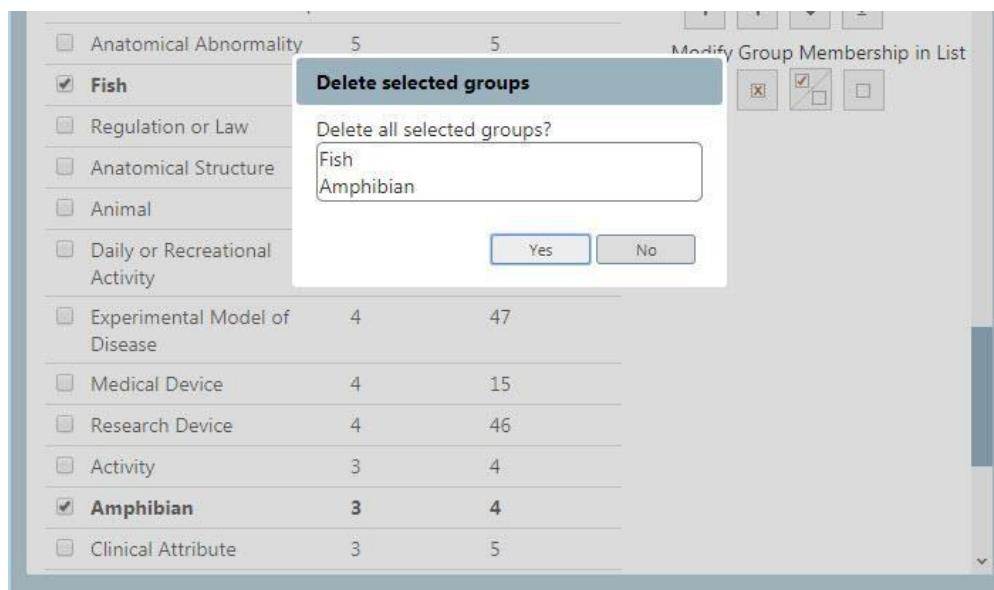 Anatomical Abnormality 5 5
Modify Group Membership in List
Fish
Delete selected groups
Regulation or Law
Delete all selected groups?
Fish
Anatomical Structure
Amphibian
Animal
Daily or Recreational
Activity
Yes No
Experimental Model of 4 47
Disease
Medical Device 4 15
Research Device 4 46
Activity 3 4
Amphibian 3 4
Clinical Attribute 3 5